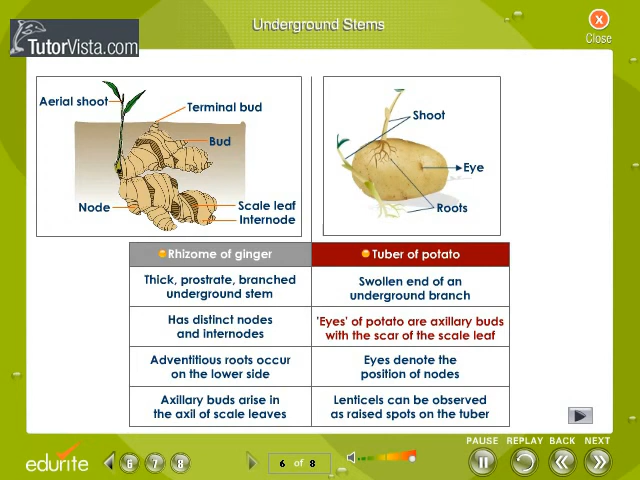 Underground Stems
X
Close
TutorVista.com
Aerial shoot
Terminal bud
Bud
Node
Scale leaf
Internode
Shoot
Eye
Roots
Rhizome of ginger
Tuber of potato
Thick, prostrate, branched
underground stem
Swollen end of an
underground branch
Has distinct nodes
and internodes
'Eyes' of potato are axillary buds
with the scar of the scale leaf
Adventitious roots occur
on the lower side
Eyes denote the
position of nodes
Axillary buds arise in
the axil of scale leaves
Lenticels can be observed
as raised spots on the tuber
PAUSE REPLAY BACK NEXT
edurite
6 7 8
6 of 8